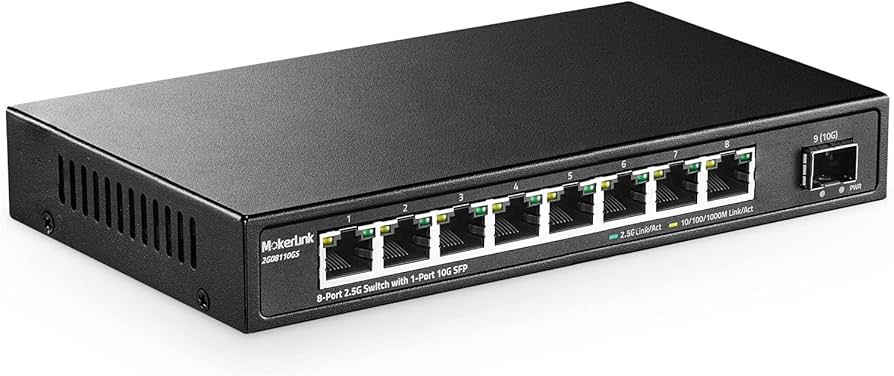 MokerLink
2G08110GS
1 2 3 4 5 6 7 8
9 (10G)
2.5G Link/Act 10/100/1000M Link/Act
PWR
8-Port 2.5G Switch with 1-Port 10G SFP